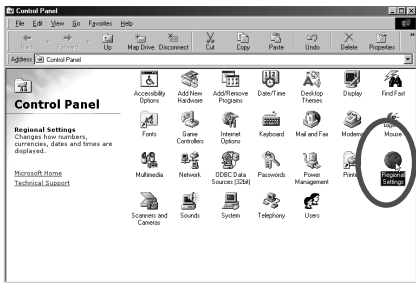 Control Panel
File Edit View Go Favorites Help
Back Forward Up Map Drive Disconnect Cut Copy Paste Undo Delete Properties »
Address Control Panel
Control Panel
Regional Settings
Changes how numbers,
currencies, dates and times are
displayed.
Microsoft Home
Technical Support
Accessibility
Options
Add New
Hardware
Add/Remove
Programs
Date/Time
Desktop
Themes
Display
Find Fast
Fonts
Game
Controllers
Internet
Options
Keyboard
Mail and Fax
Modems
Mouse
Multimedia
Network
ODBC Data
Sources (32bit)
Passwords
Power
Management
Printe
Regional
Settings
Scanners and
Cameras
Sounds
System
Telephony
Users